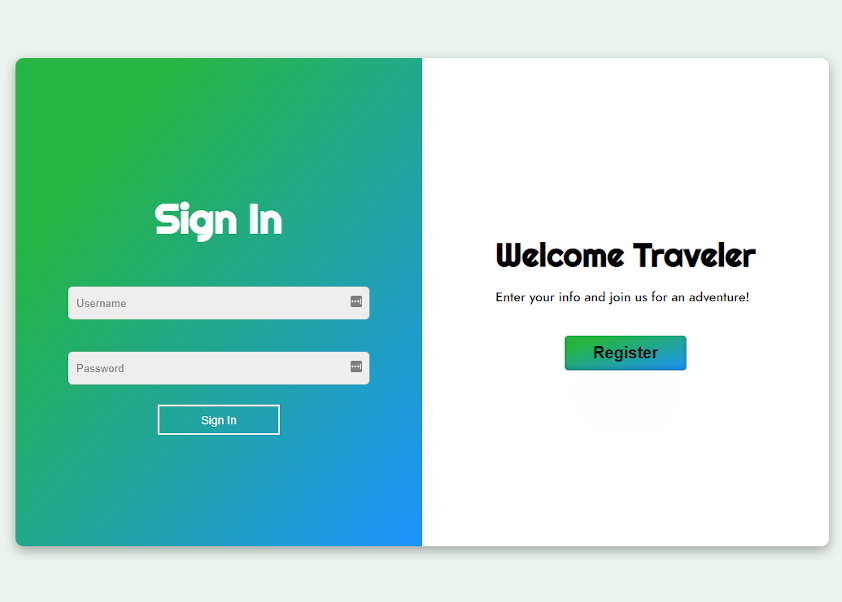 Sign In
Username
Password
Sign In
Welcome Traveler
Enter your info and join us for an adventure!
Register